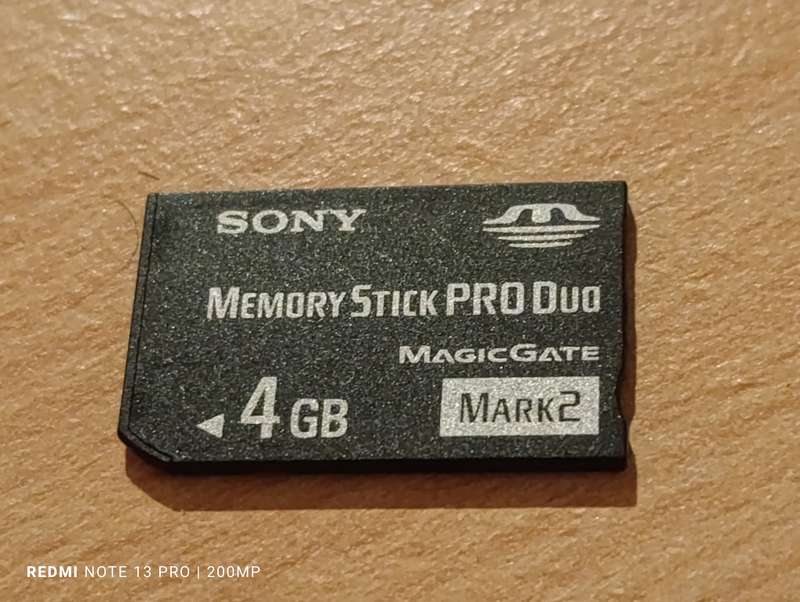 SONY
MEMORY STICK PRO DUO
MAGICGATE
4 GB
MARK2
REDMI NOTE 13 PRO | 200MP